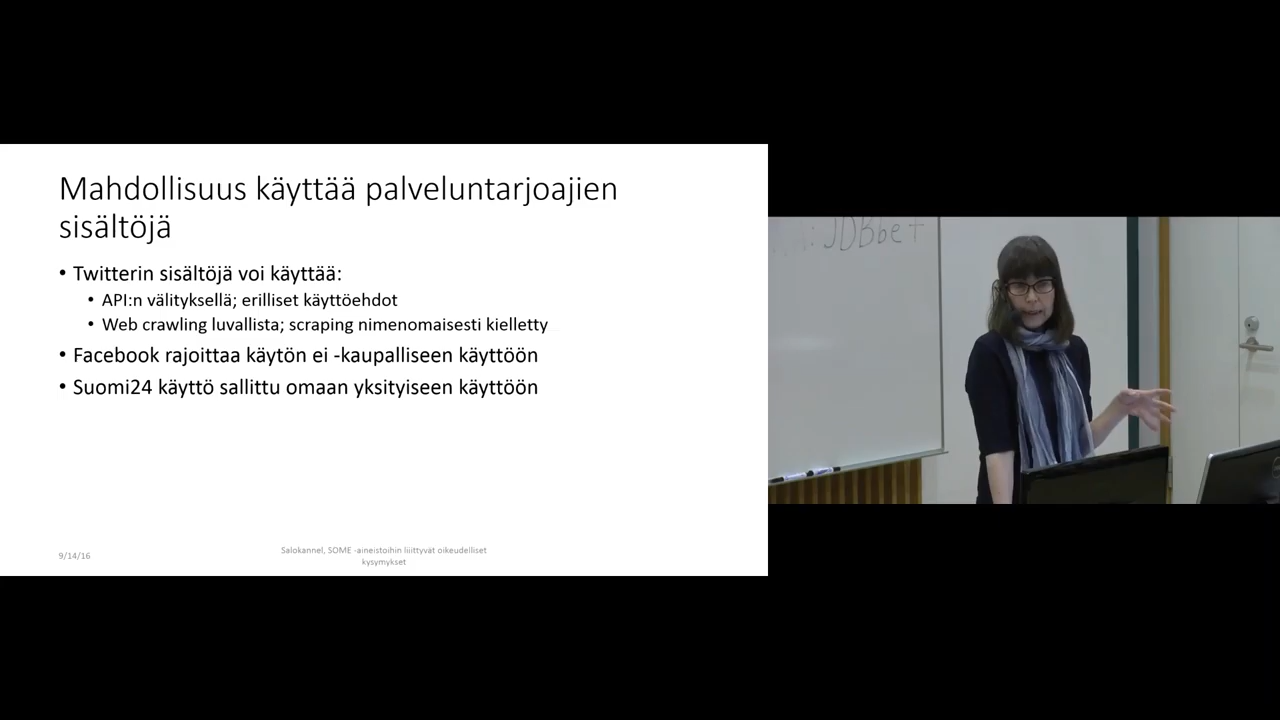 Mahdollisuus käyttää palveluntarjoajien
sisältöjä
• Twitterin sisältöjä voi käyttää:
• API:n välityksellä; erilliset käyttöehdot
• Web crawling luvallista; scraping nimenomaisesti kielletty
• Facebook rajoittaa käytön ei -kaupalliseen käyttöön
• Suomi24 käyttö sallittu omaan yksityiseen käyttöön
9/14/16
Salokannel, SOME -aineistoihin liiittyvät oikeudelliset
kysymykset